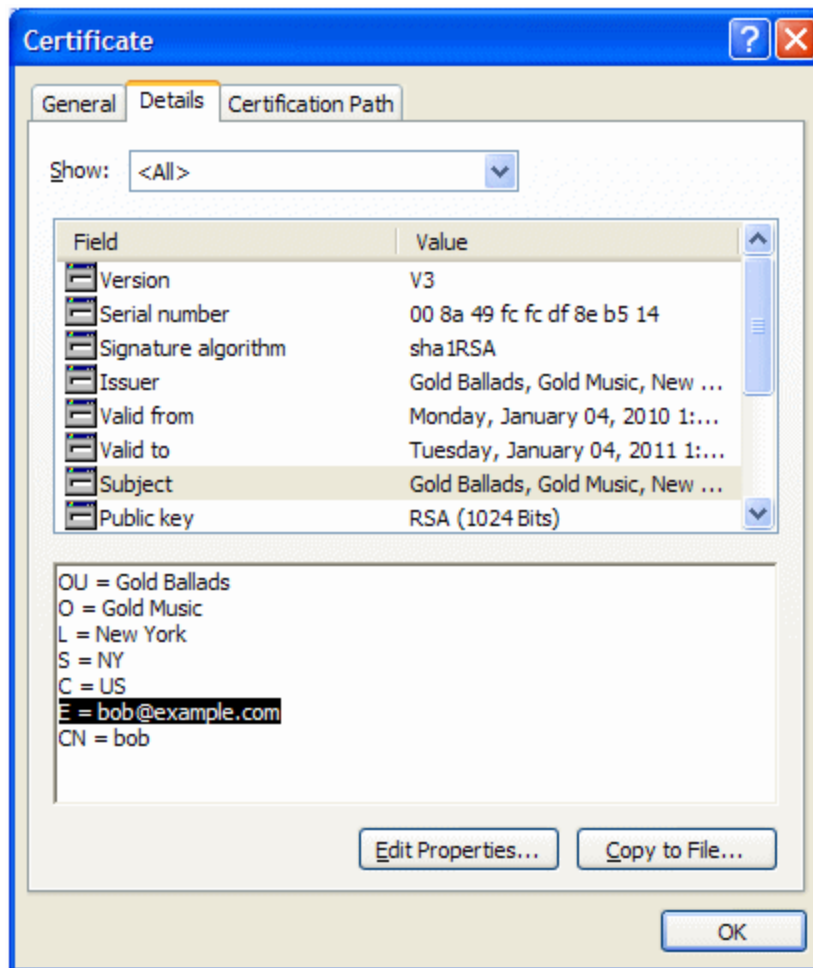 Certificate
General Details Certification Path
Show: <All>
Field Value
Version V3
Serial number 00 8a 49 fc fc df 8e b5 14
Signature algorithm sha1RSA
Issuer Gold Ballads, Gold Music, New ...
Valid from Monday, January 04, 2010 1:...
Valid to Tuesday, January 04, 2011 1:...
Subject Gold Ballads, Gold Music, New ...
Public key RSA (1024 Bits)
OU = Gold Ballads
O = Gold Music
L = New York
S = NY
C = US
E = bob@example.com
CN = bob
Edit Properties... Copy to File...
OK